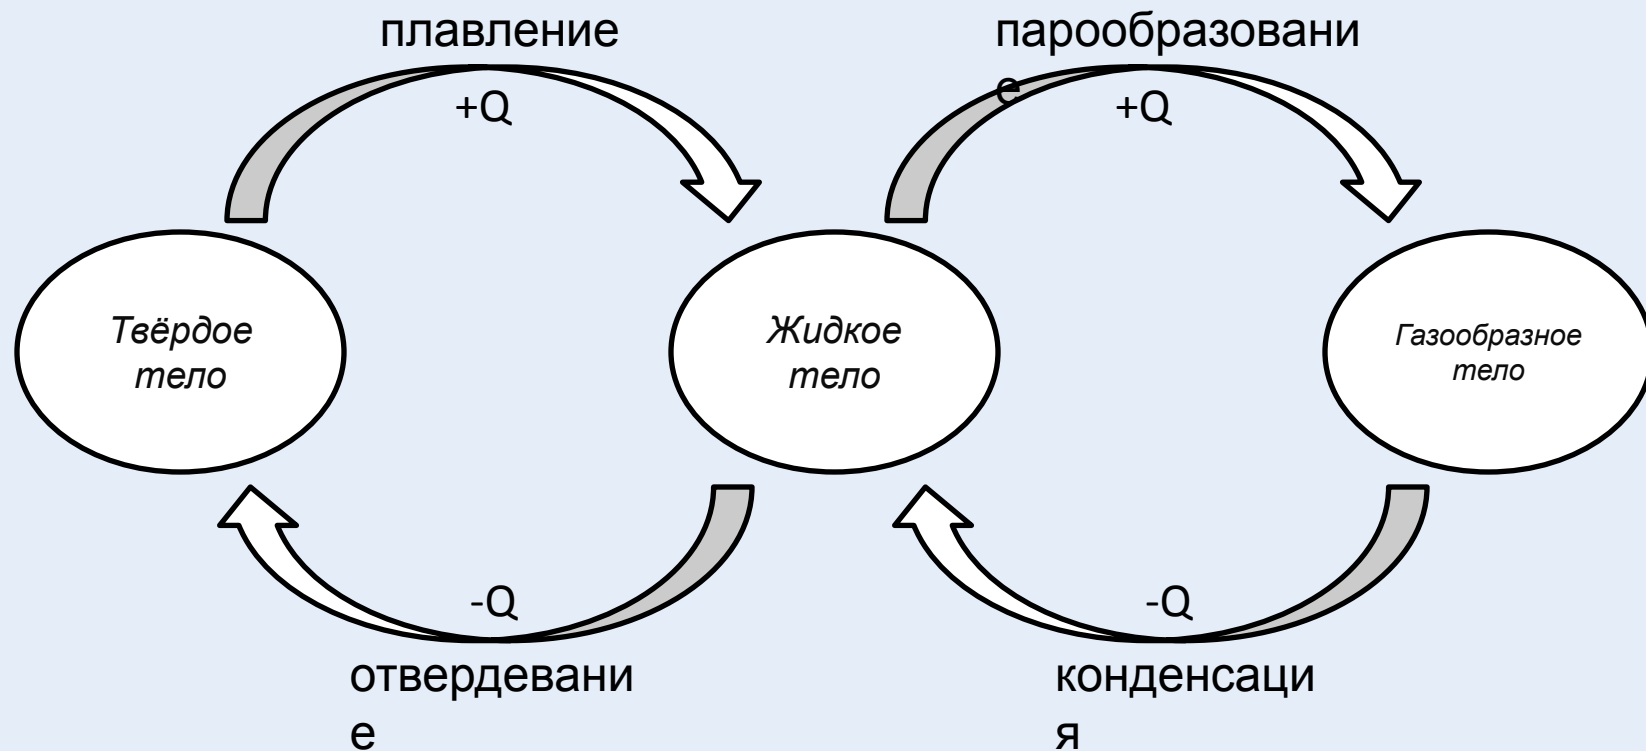 плавление
парообразовани
е
+Q
+Q
Твёрдое
тело
Жидкое
тело
Газообразное
тело
-Q
-Q
отвердевани
е
конденсаци
я